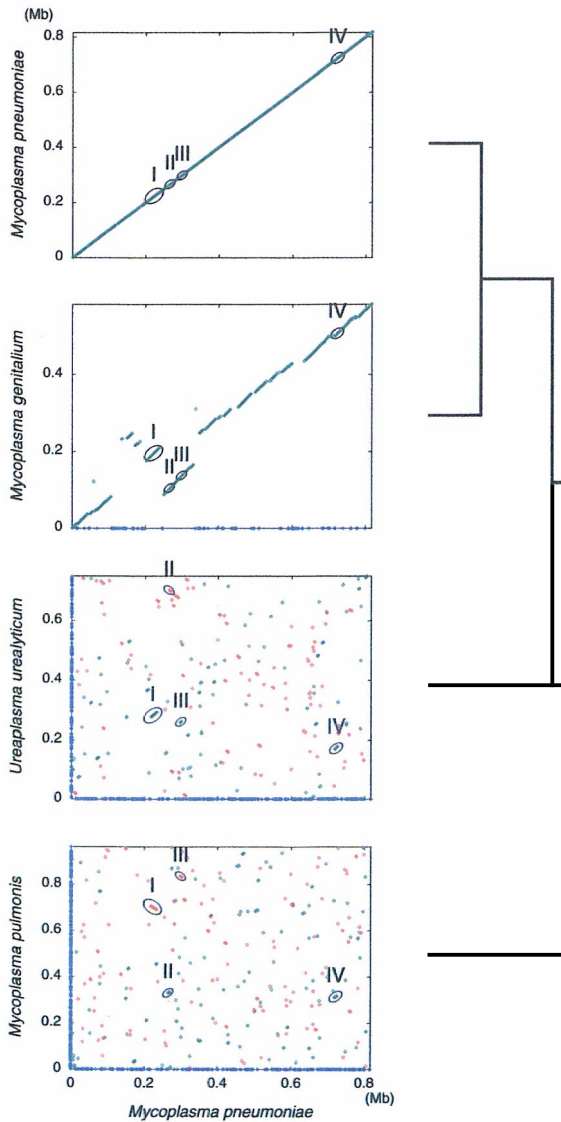 (Mb)
Mycoplasma pneumoniae
0.8
0.6
0.4
0.2
0
I
II
III
IV
Mycoplasma genitalium
0.4
0.2
0
I
II
III
IV
Ureaplasma urealyticum
0.6
0.4
0.2
0
II
I
III
IV
Mycoplasma pulmonis
0.8
0.6
0.4
0.2
0
III
I
II
IV
0 0.2 0.4 0.6 0.8
(Mb)
Mycoplasma pneumoniae